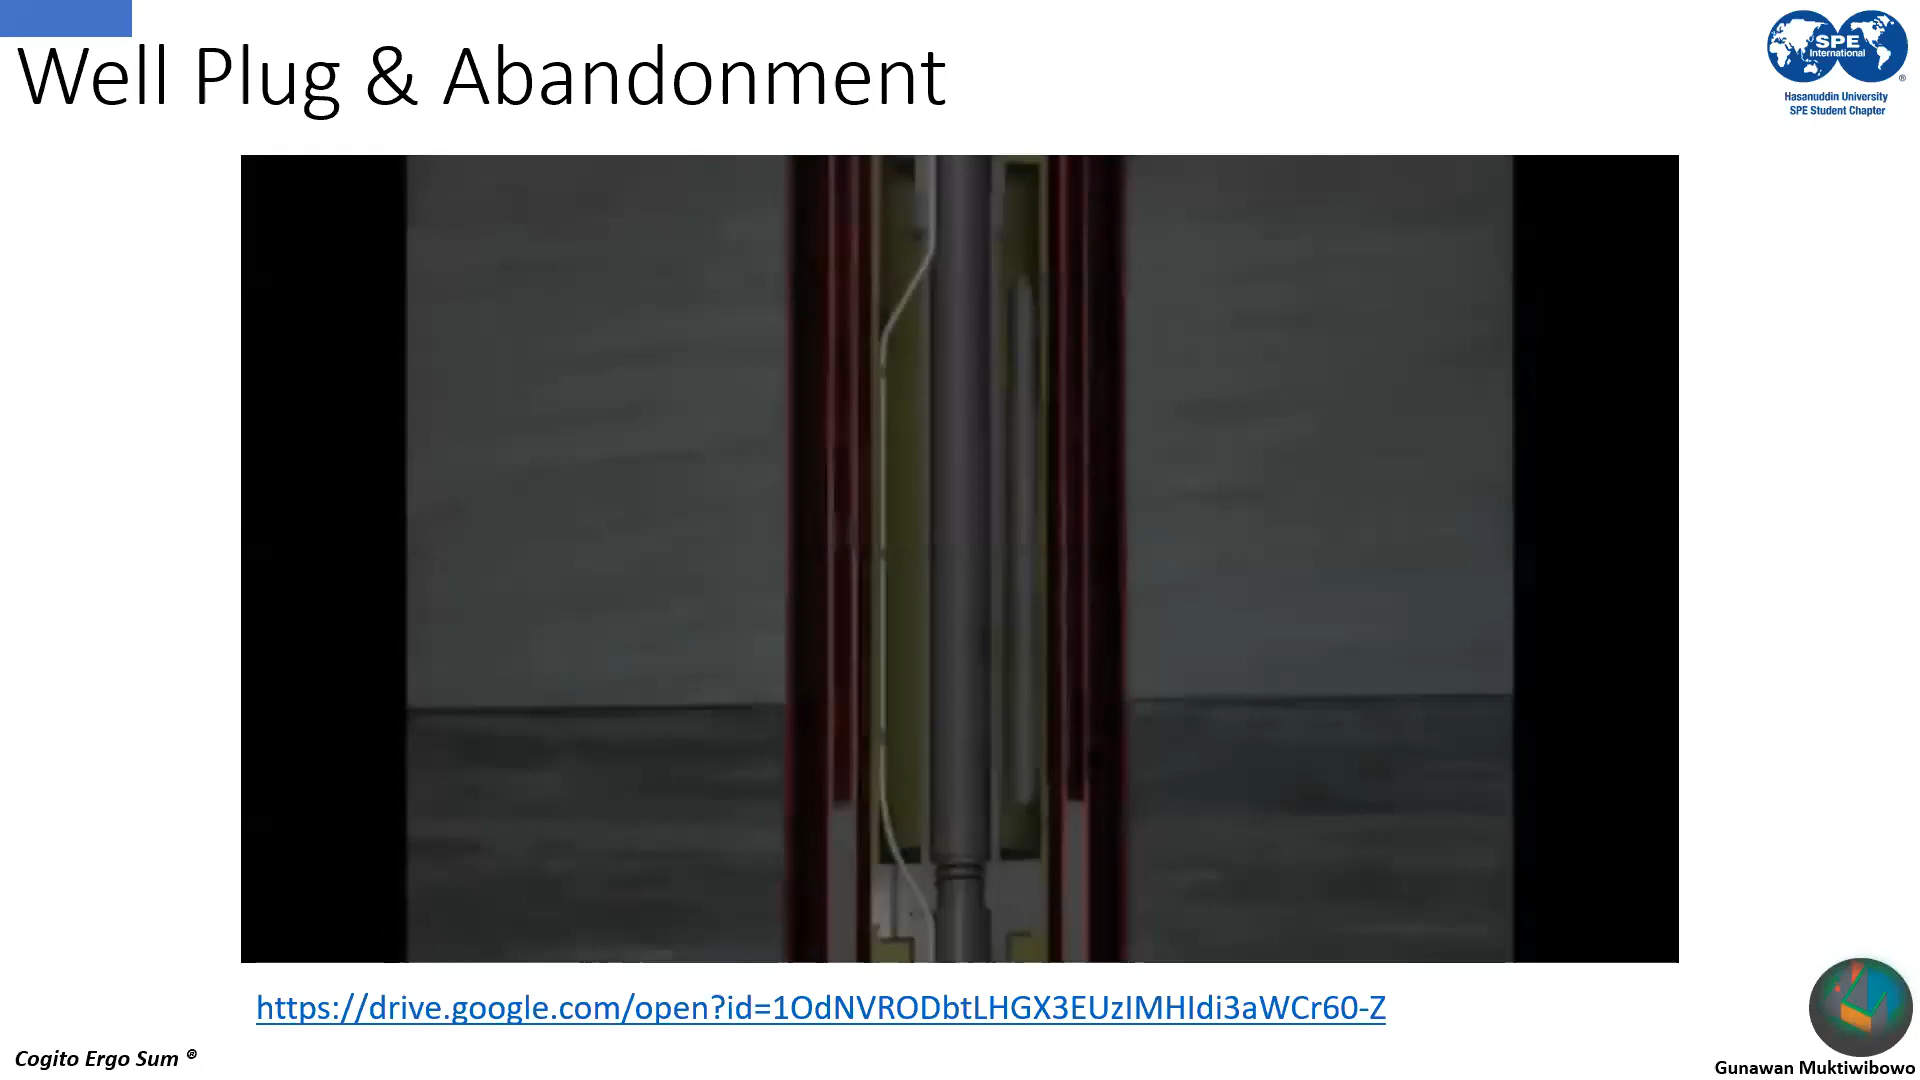 Well Plug & Abandonment
SPE
International
®
Hasanuddin University
SPE Student Chapter
https://drive.google.com/open?id=1OdNVRODbtLHGX3EUzIMHIdi3aWCr60-Z
Cogito Ergo Sum ®
Gunawan Muktiwibowo